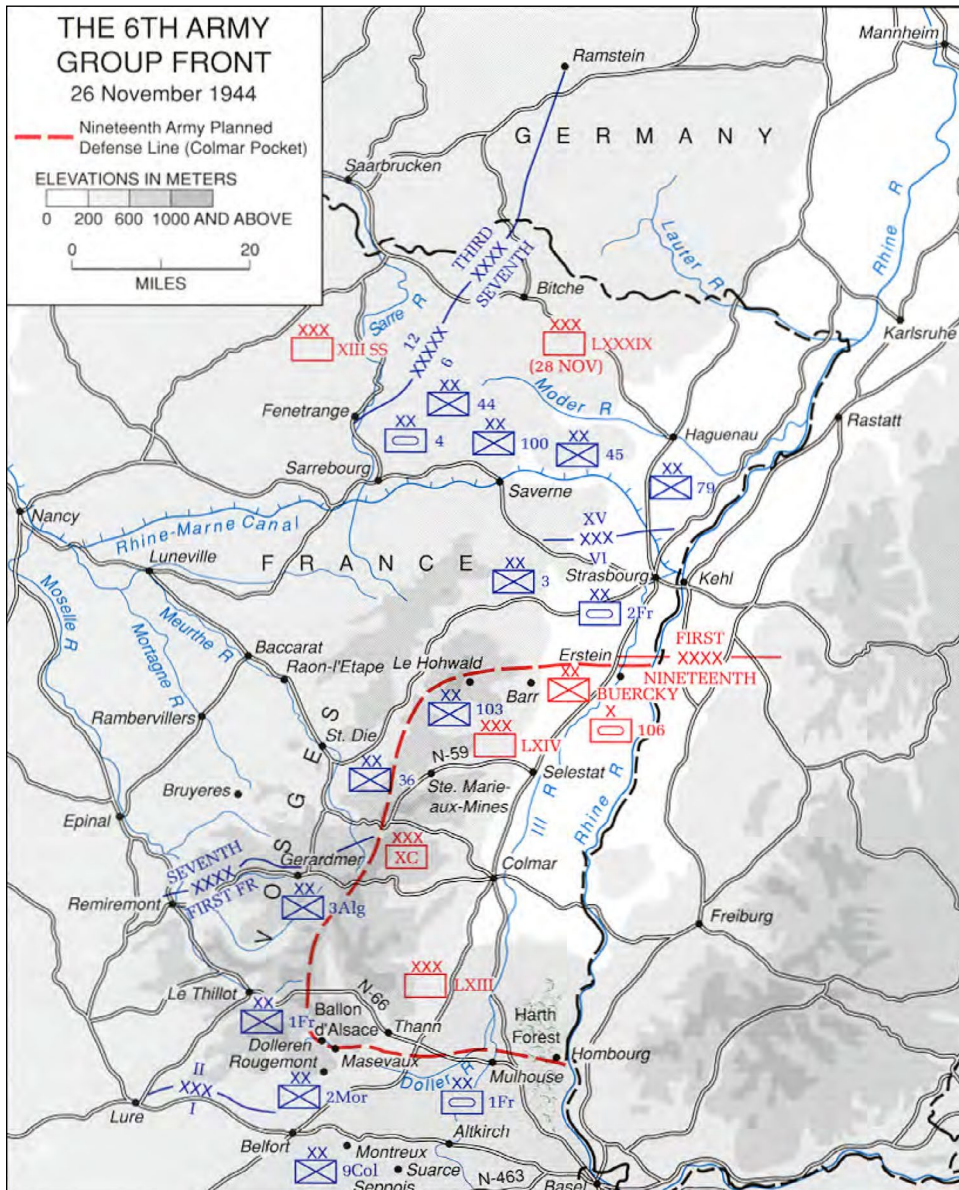 THE 6TH ARMY
GROUP FRONT
26 November 1944
Nineteenth Army Planned
Defense Line (Colmar Pocket)
ELEVATIONS IN METERS
0 200 600 1000 AND ABOVE
0 20
MILES
Mannheim
Ramstein
GERMANY
Saarbrucken
Lauter R
Rhine R
THIRD
XXXX
SEVENTH
Bitche
Sarre R
Karlsruhe
XXX
XIII SS
12
XXXXX
6
XXX
LXXXIX
(28 NOV)
Moder R
Fenetrange
XX
44
Rastatt
XX
4
XX
100
XX
45
Haguenau
Sarrebourg
Saverne
XX
79
Nancy
Rhine-Marne Canal
XV
XXX
VI
Luneville
FRANCE
XX
3
Strasbourg
Kehl
Moselle R
Meurthe R
Mortagne R
XX
2Fr
Baccarat
Raon-l'Etape
Le Hohwald
Erstein
FIRST
XXXX
NINETEENTH
Barr
XX
BUERCKY
Rambervillers
XX
103
X
106
St. Die
XXX
LXIV
N-59
XX
36
Ste. Marie-
aux-Mines
Selestat
Bruyeres
VOSGES
Ill R
Rhine R
Epinal
XXX
XC
SEVENTH
XXXX
FIRST FR
Gerardmer
Colmar
Remiremont
XX
3Alg
Freiburg
XXX
LXIII
Le Thillot
N-66
XX
1Fr
Ballon
d'Alsace
Thann
Harth
Forest
Dolleren
Rougemont
Masevaux
Hombourg
Doller R
Mulhouse
II
XXX
I
XX
2Mor
XX
1Fr
Lure
Belfort
Altkirch
Montreux
XX
9Col
Suarce
Seppois
N-463
Basel